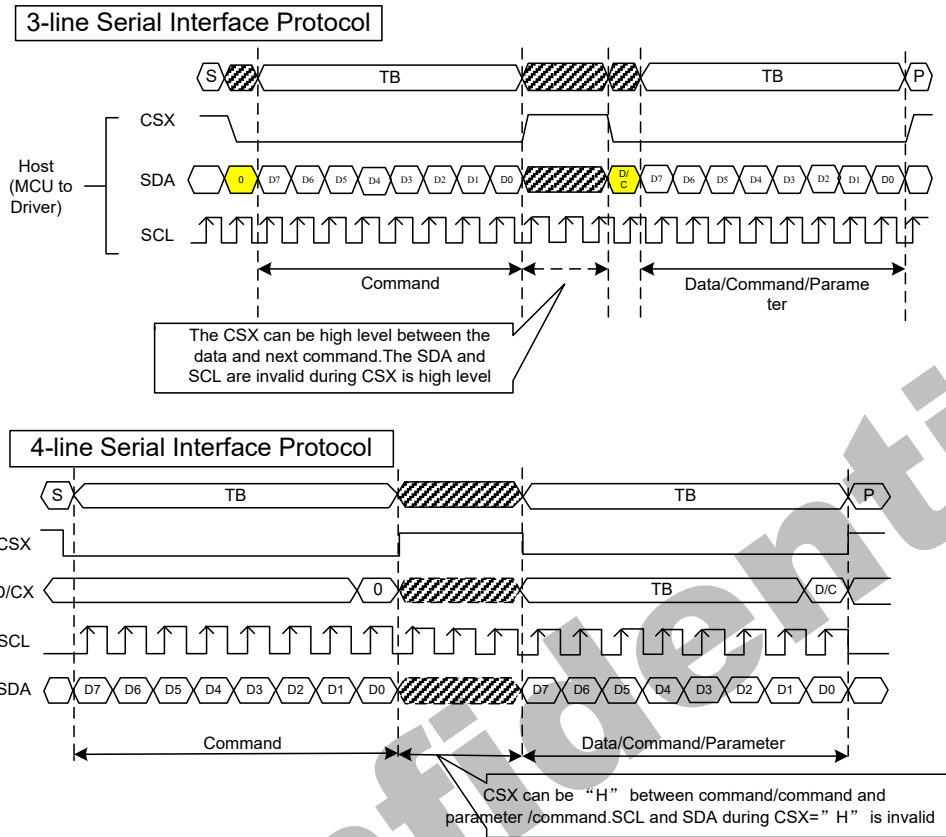 3-line Serial Interface Protocol
S TB TB P
CSX
Host
(MCU to
Driver)
SDA 0 D7 D6 D5 D4 D3 D2 D1 D0 D/
C D7 D6 D5 D4 D3 D2 D1 D0
SCL
Command
Data/Command/Parame
ter
The CSX can be high level between the
data and next command.The SDA and
SCL are invalid during CSX is high level
4-line Serial Interface Protocol
S TB TB P
CSX
D/CX 0 TB D/C
SCL
SDA D7 D6 D5 D4 D3 D2 D1 D0 D7 D6 D5 D4 D3 D2 D1 D0
Command Data/Command/Parameter
CSX can be “H” between command/command and
parameter /command.SCL and SDA during CSX=”H” is invalid